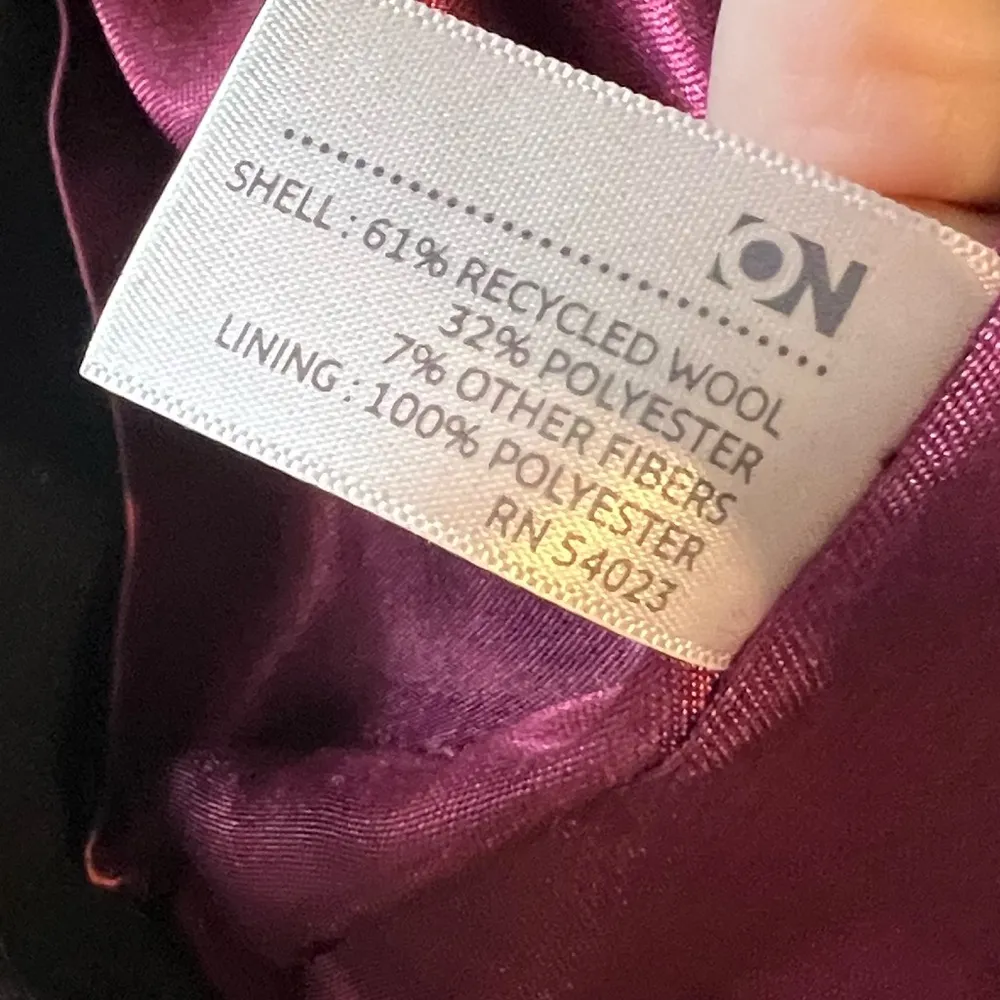 ON
SHELL : 61% RECYCLED WOOL
32% POLYESTER
7% OTHER FIBERS
LINING : 100% POLYESTER
RN 54023